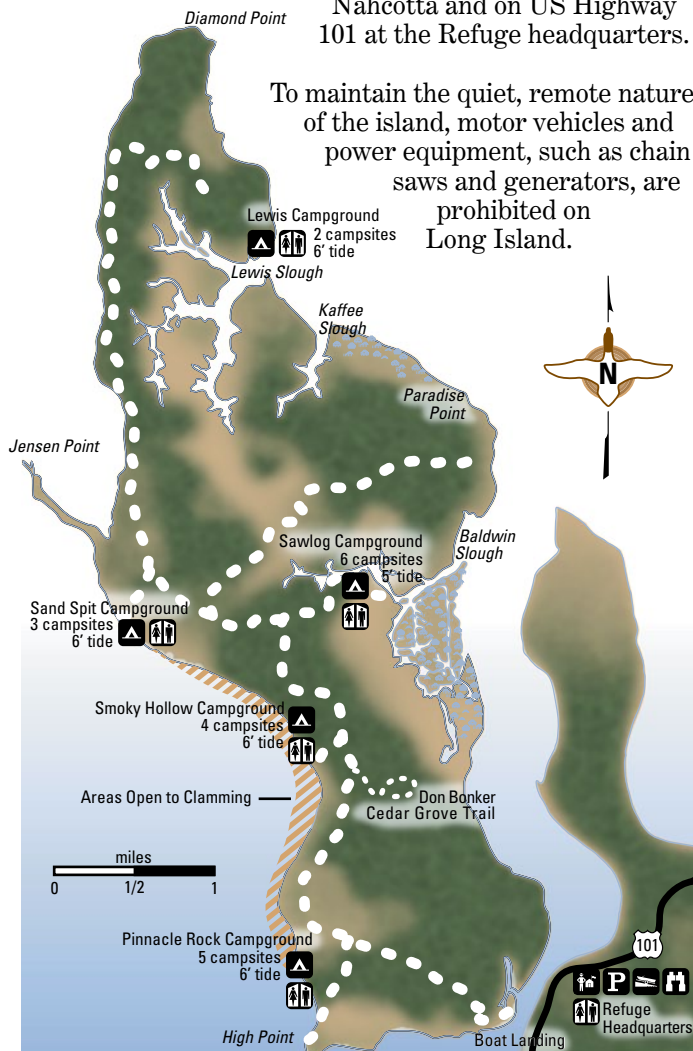 Diamond Point
Nahcotta and on US Highway
101 at the Refuge headquarters.
To maintain the quiet, remote nature
of the island, motor vehicles and
power equipment, such as chain
saws and generators, are
prohibited on
Long Island.
Lewis Campground
2 campsites
6’ tide
Lewis Slough
Kaffee
Slough
N
Paradise
Point
Jensen Point
Sawlog Campground
6 campsites
5’ tide
Baldwin
Slough
Sand Spit Campground
3 campsites
6’ tide
Smoky Hollow Campground
4 campsites
6’ tide
Areas Open to Clamming
Don Bonker
Cedar Grove Trail
miles
0 1/2 1
Pinnacle Rock Campground
5 campsites
6’ tide
101
P
Refuge
Headquarters
High Point
Boat Landing